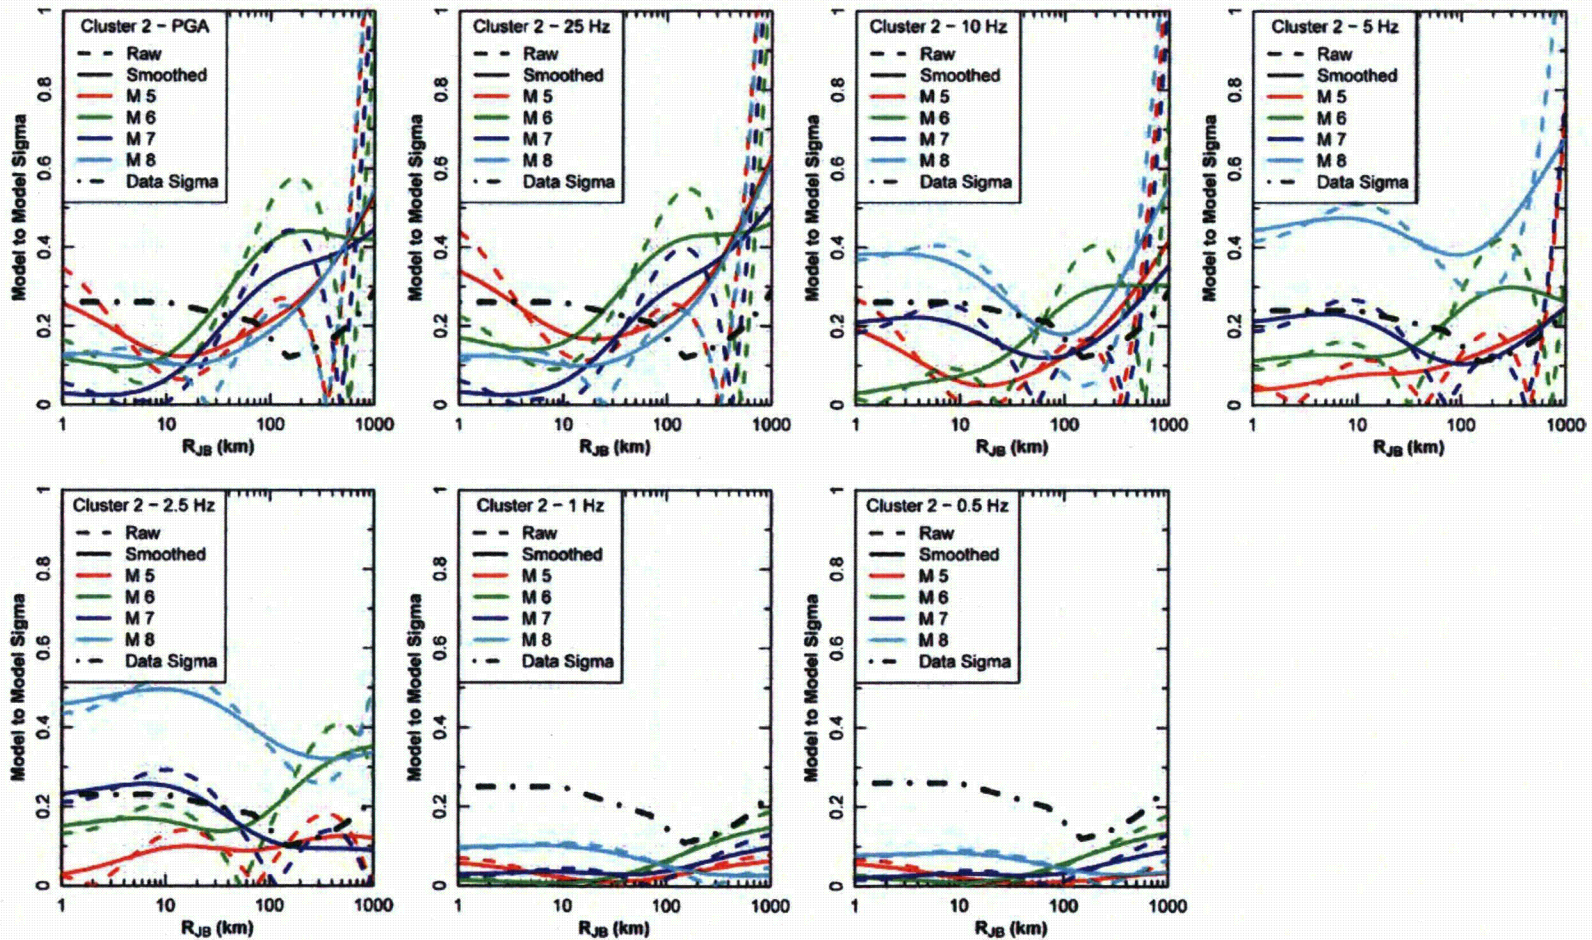 Cluster 2 – PGA
Raw
Smoothed
M 5
M 6
M 7
M 8
Data Sigma
Model to Model Sigma
0
0.2
0.4
0.6
0.8
1
1
10
100
1000
R_JB (km)
Cluster 2 – 25 Hz
Raw
Smoothed
M 5
M 6
M 7
M 8
Data Sigma
Model to Model Sigma
0
0.2
0.4
0.6
0.8
1
1
10
100
1000
R_JB (km)
Cluster 2 – 10 Hz
Raw
Smoothed
M 5
M 6
M 7
M 8
Data Sigma
Model to Model Sigma
0
0.2
0.4
0.6
0.8
1
1
10
100
1000
R_JB (km)
Cluster 2 – 5 Hz
Raw
Smoothed
M 5
M 6
M 7
M 8
Data Sigma
Model to Model Sigma
0
0.2
0.4
0.6
0.8
1
1
10
100
1000
R_JB (km)
Cluster 2 – 2.5 Hz
Raw
Smoothed
M 5
M 6
M 7
M 8
Data Sigma
Model to Model Sigma
0
0.2
0.4
0.6
0.8
1
1
10
100
1000
R_JB (km)
Cluster 2 – 1 Hz
Raw
Smoothed
M 5
M 6
M 7
M 8
Data Sigma
Model to Model Sigma
0
0.2
0.4
0.6
0.8
1
1
10
100
1000
R_JB (km)
Cluster 2 – 0.5 Hz
Raw
Smoothed
M 5
M 6
M 7
M 8
Data Sigma
Model to Model Sigma
0
0.2
0.4
0.6
0.8
1
1
10
100
1000
R_JB (km)